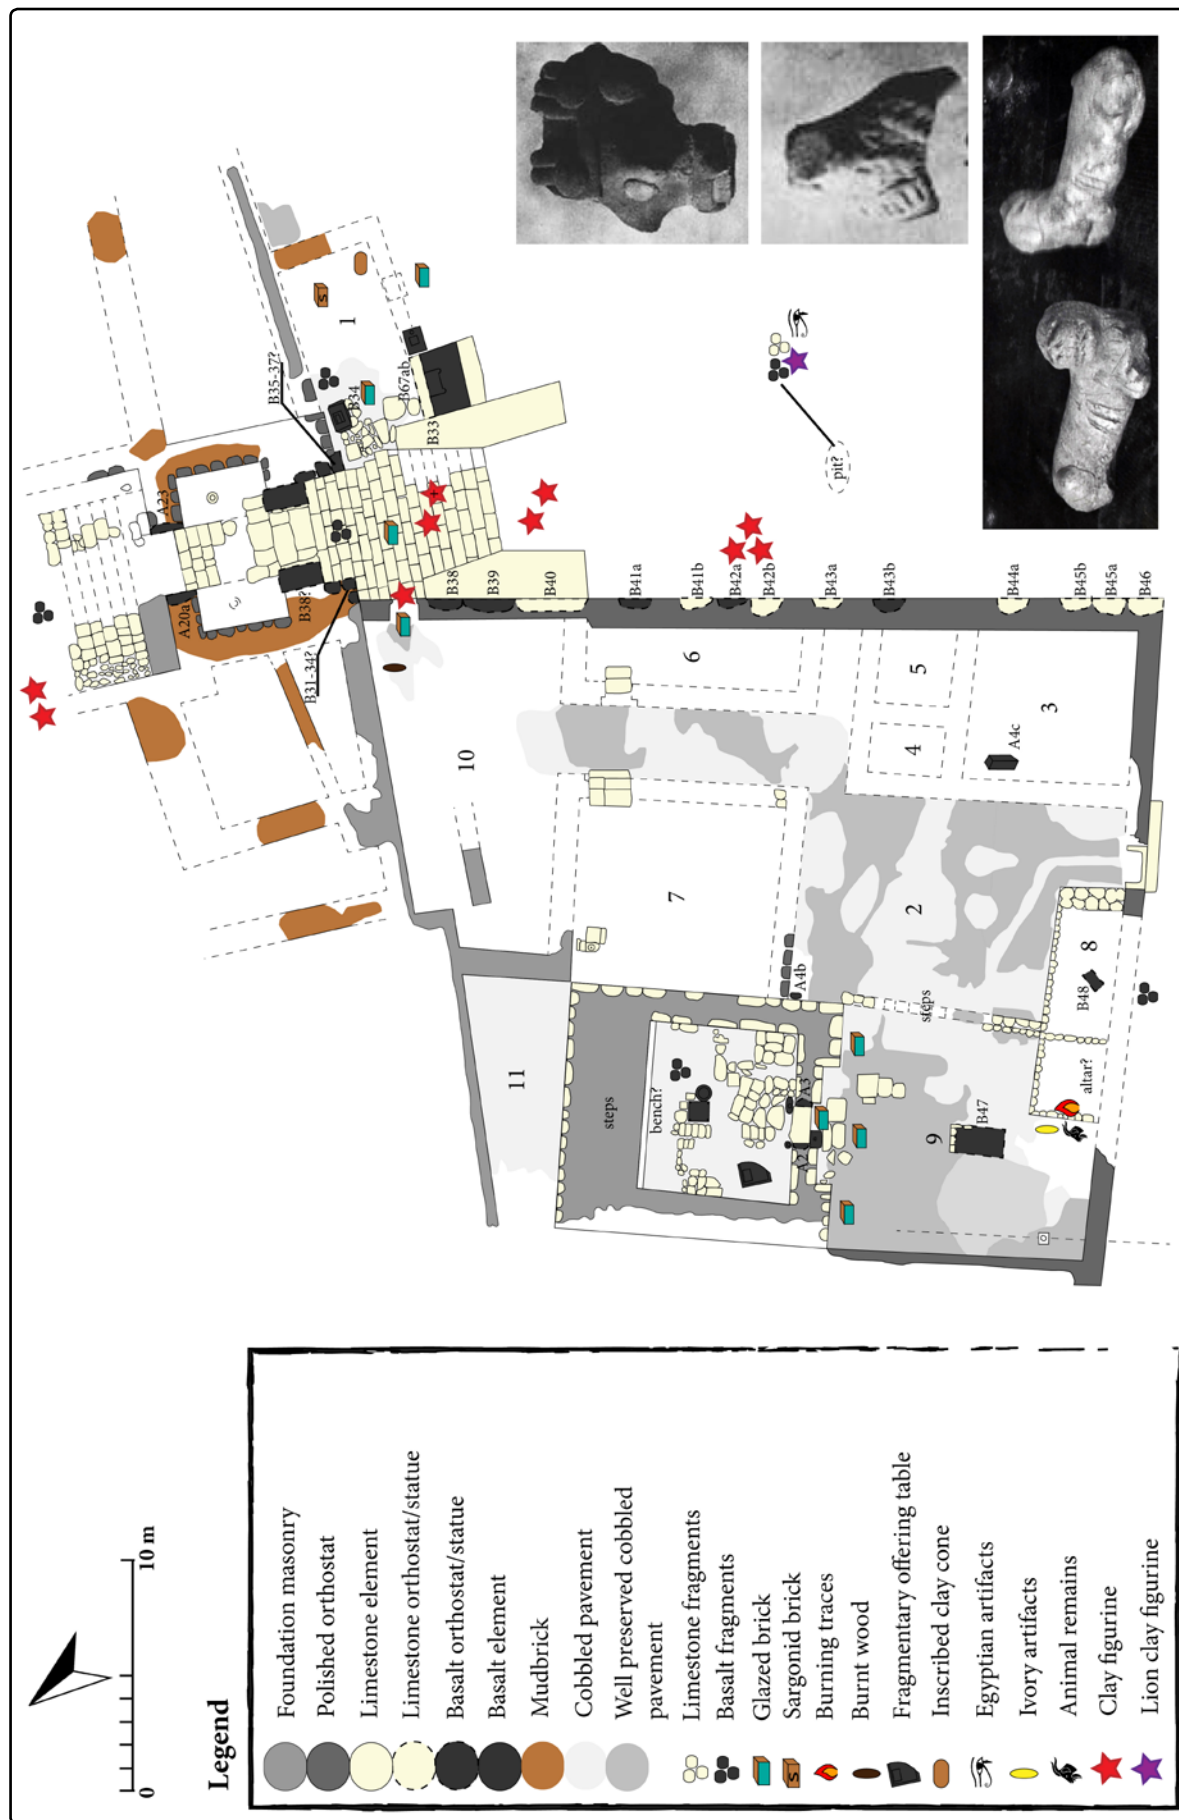 0
10 m
Legend
Foundation masonry
Polished orthostat
Limestone element
Limestone orthostat/statue
Basalt orthostat/statue
Basalt element
Mudbrick
Cobbled pavement
Well preserved cobbled
pavement
Limestone fragments
Basalt fragments
Glazed brick
S
Sargonid brick
Burning traces
Burnt wood
Fragmentary offering table
Inscribed clay cone
Egyptian artifacts
Ivory artifacts
Animal remains
Clay figurine
Lion clay figurine
11
steps
bench?
A2
A3
9
B47
altar?
steps
B48
8
A4b
7
2
10
4
5
6
A4c
3
B31-34?
A20a
B38?
A23
B35-37?
S
1
B34
B67ab
B33
+
B38
B39
B40
B41a
B41b
B42a
B42b
B43a
B43b
B44a
B45b
B45a
B46
pit?